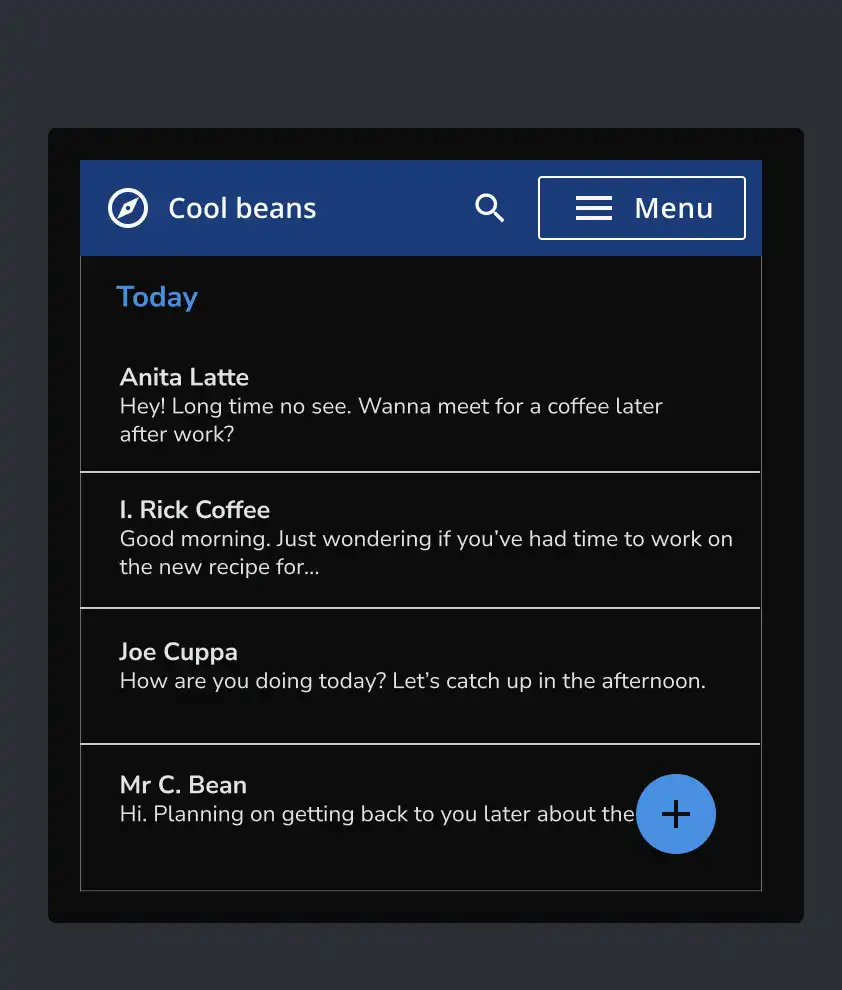 Cool beans
Menu
Today
Anita Latte
Hey! Long time no see. Wanna meet for a coffee later
after work?
I. Rick Coffee
Good morning. Just wondering if you’ve had time to work on
the new recipe for...
Joe Cuppa
How are you doing today? Let’s catch up in the afternoon.
Mr C. Bean
Hi. Planning on getting back to you later about the